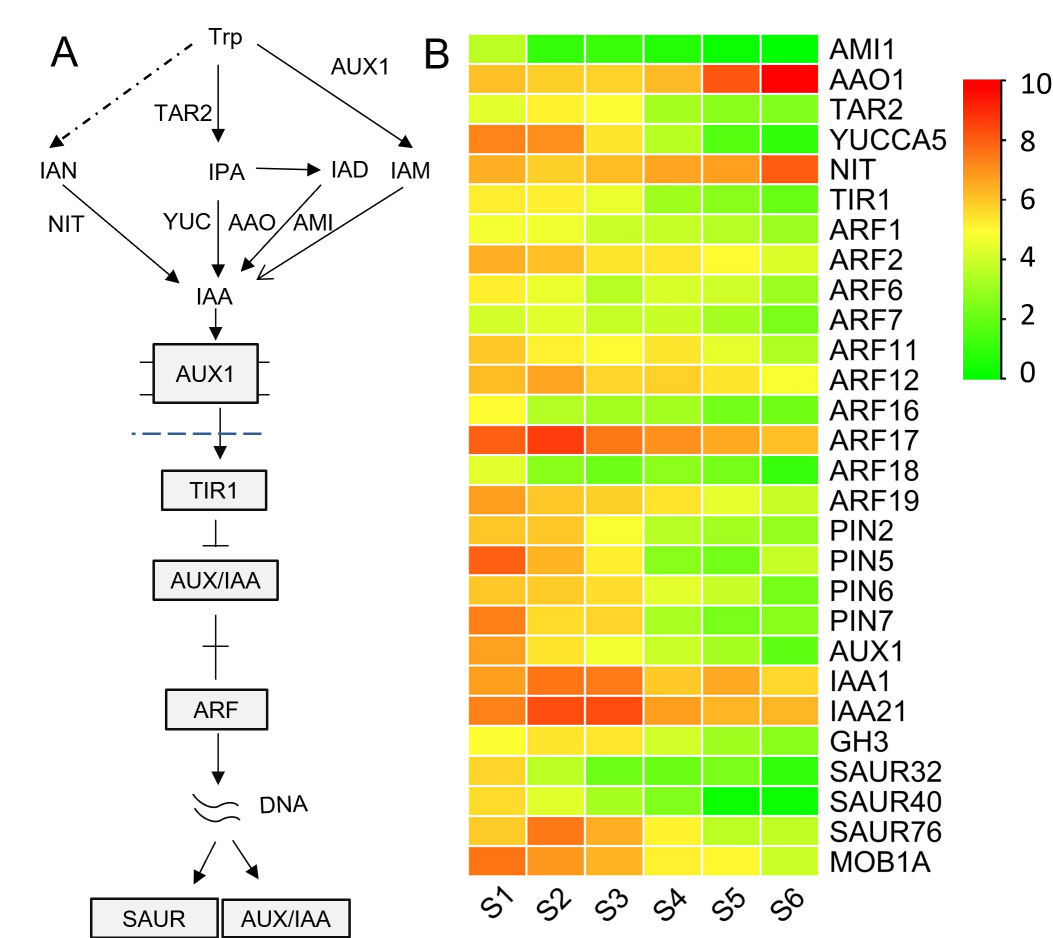 A
Trp
AUX1
TAR2
IAN
IPA
IAD
IAM
NIT
YUC
AAO
AMI
IAA
AUX1
TIR1
AUX/IAA
ARF
DNA
SAUR
AUX/IAA
B
AMI1
AAO1
TAR2
YUCCA5
NIT
TIR1
ARF1
ARF2
ARF6
ARF7
ARF11
ARF12
ARF16
ARF17
ARF18
ARF19
PIN2
PIN5
PIN6
PIN7
AUX1
IAA1
IAA21
GH3
SAUR32
SAUR40
SAUR76
MOB1A
S1 S2 S3 S4 S5 S6
10
8
6
4
2
0